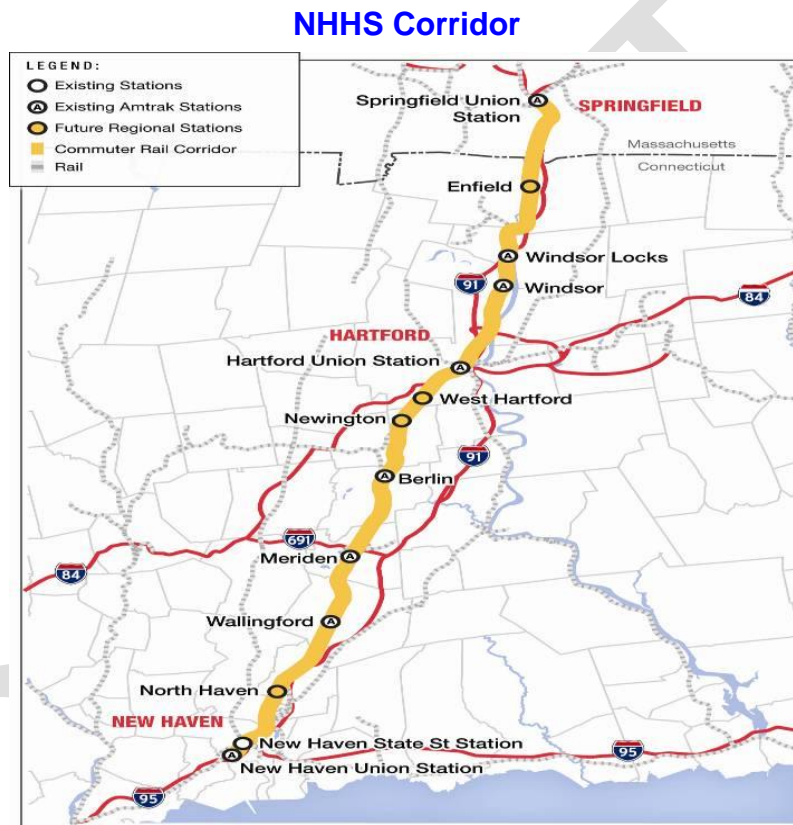 NHHS Corridor
LEGEND:
Existing Stations
A Existing Amtrak Stations
Future Regional Stations
Commuter Rail Corridor
Rail
Springfield Union
Station
A
SPRINGFIELD
Massachusetts
Connecticut
Enfield
A Windsor Locks
91
A Windsor
84
HARTFORD
Hartford Union Station A
West Hartford
Newington
91
A Berlin
691
Meriden A
84
Wallingford A
North Haven
NEW HAVEN
New Haven State St Station
A New Haven Union Station
95
95